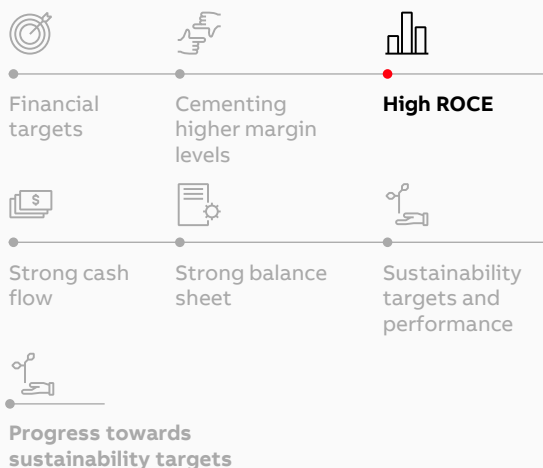 Financial
targets
Cementing
higher margin
levels
High ROCE
$
Strong cash
flow
Strong balance
sheet
Sustainability
targets and
performance
Progress towards
sustainability targets